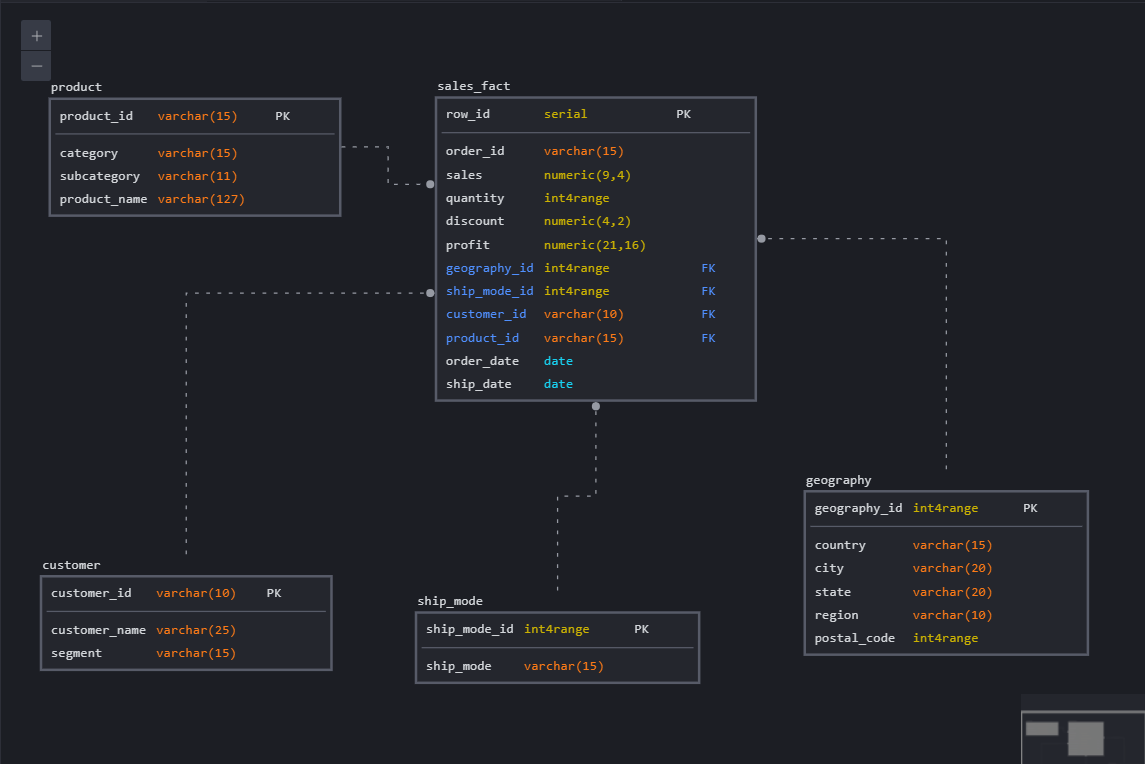 +
−
product
product_id varchar(15) PK
category varchar(15)
subcategory varchar(11)
product_name varchar(127)
sales_fact
row_id serial PK
order_id varchar(15)
sales numeric(9,4)
quantity int4range
discount numeric(4,2)
profit numeric(21,16)
geography_id int4range FK
ship_mode_id int4range FK
customer_id varchar(10) FK
product_id varchar(15) FK
order_date date
ship_date date
customer
customer_id varchar(10) PK
customer_name varchar(25)
segment varchar(15)
ship_mode
ship_mode_id int4range PK
ship_mode varchar(15)
geography
geography_id int4range PK
country varchar(15)
city varchar(20)
state varchar(20)
region varchar(10)
postal_code int4range